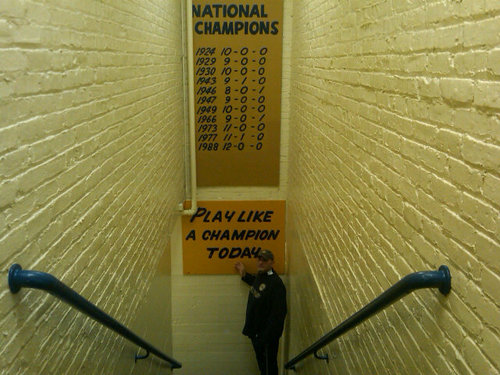 NATIONAL
CHAMPIONS
1924 10-0-0
1929 9-0-0
1930 10-0-0
1943 9-1-0
1946 8-0-1
1947 9-0-0
1949 10-0-0
1966 9-0-1
1973 11-0-0
1977 11-1-0
1988 12-0-0
PLAY LIKE
A CHAMPION
TODAY